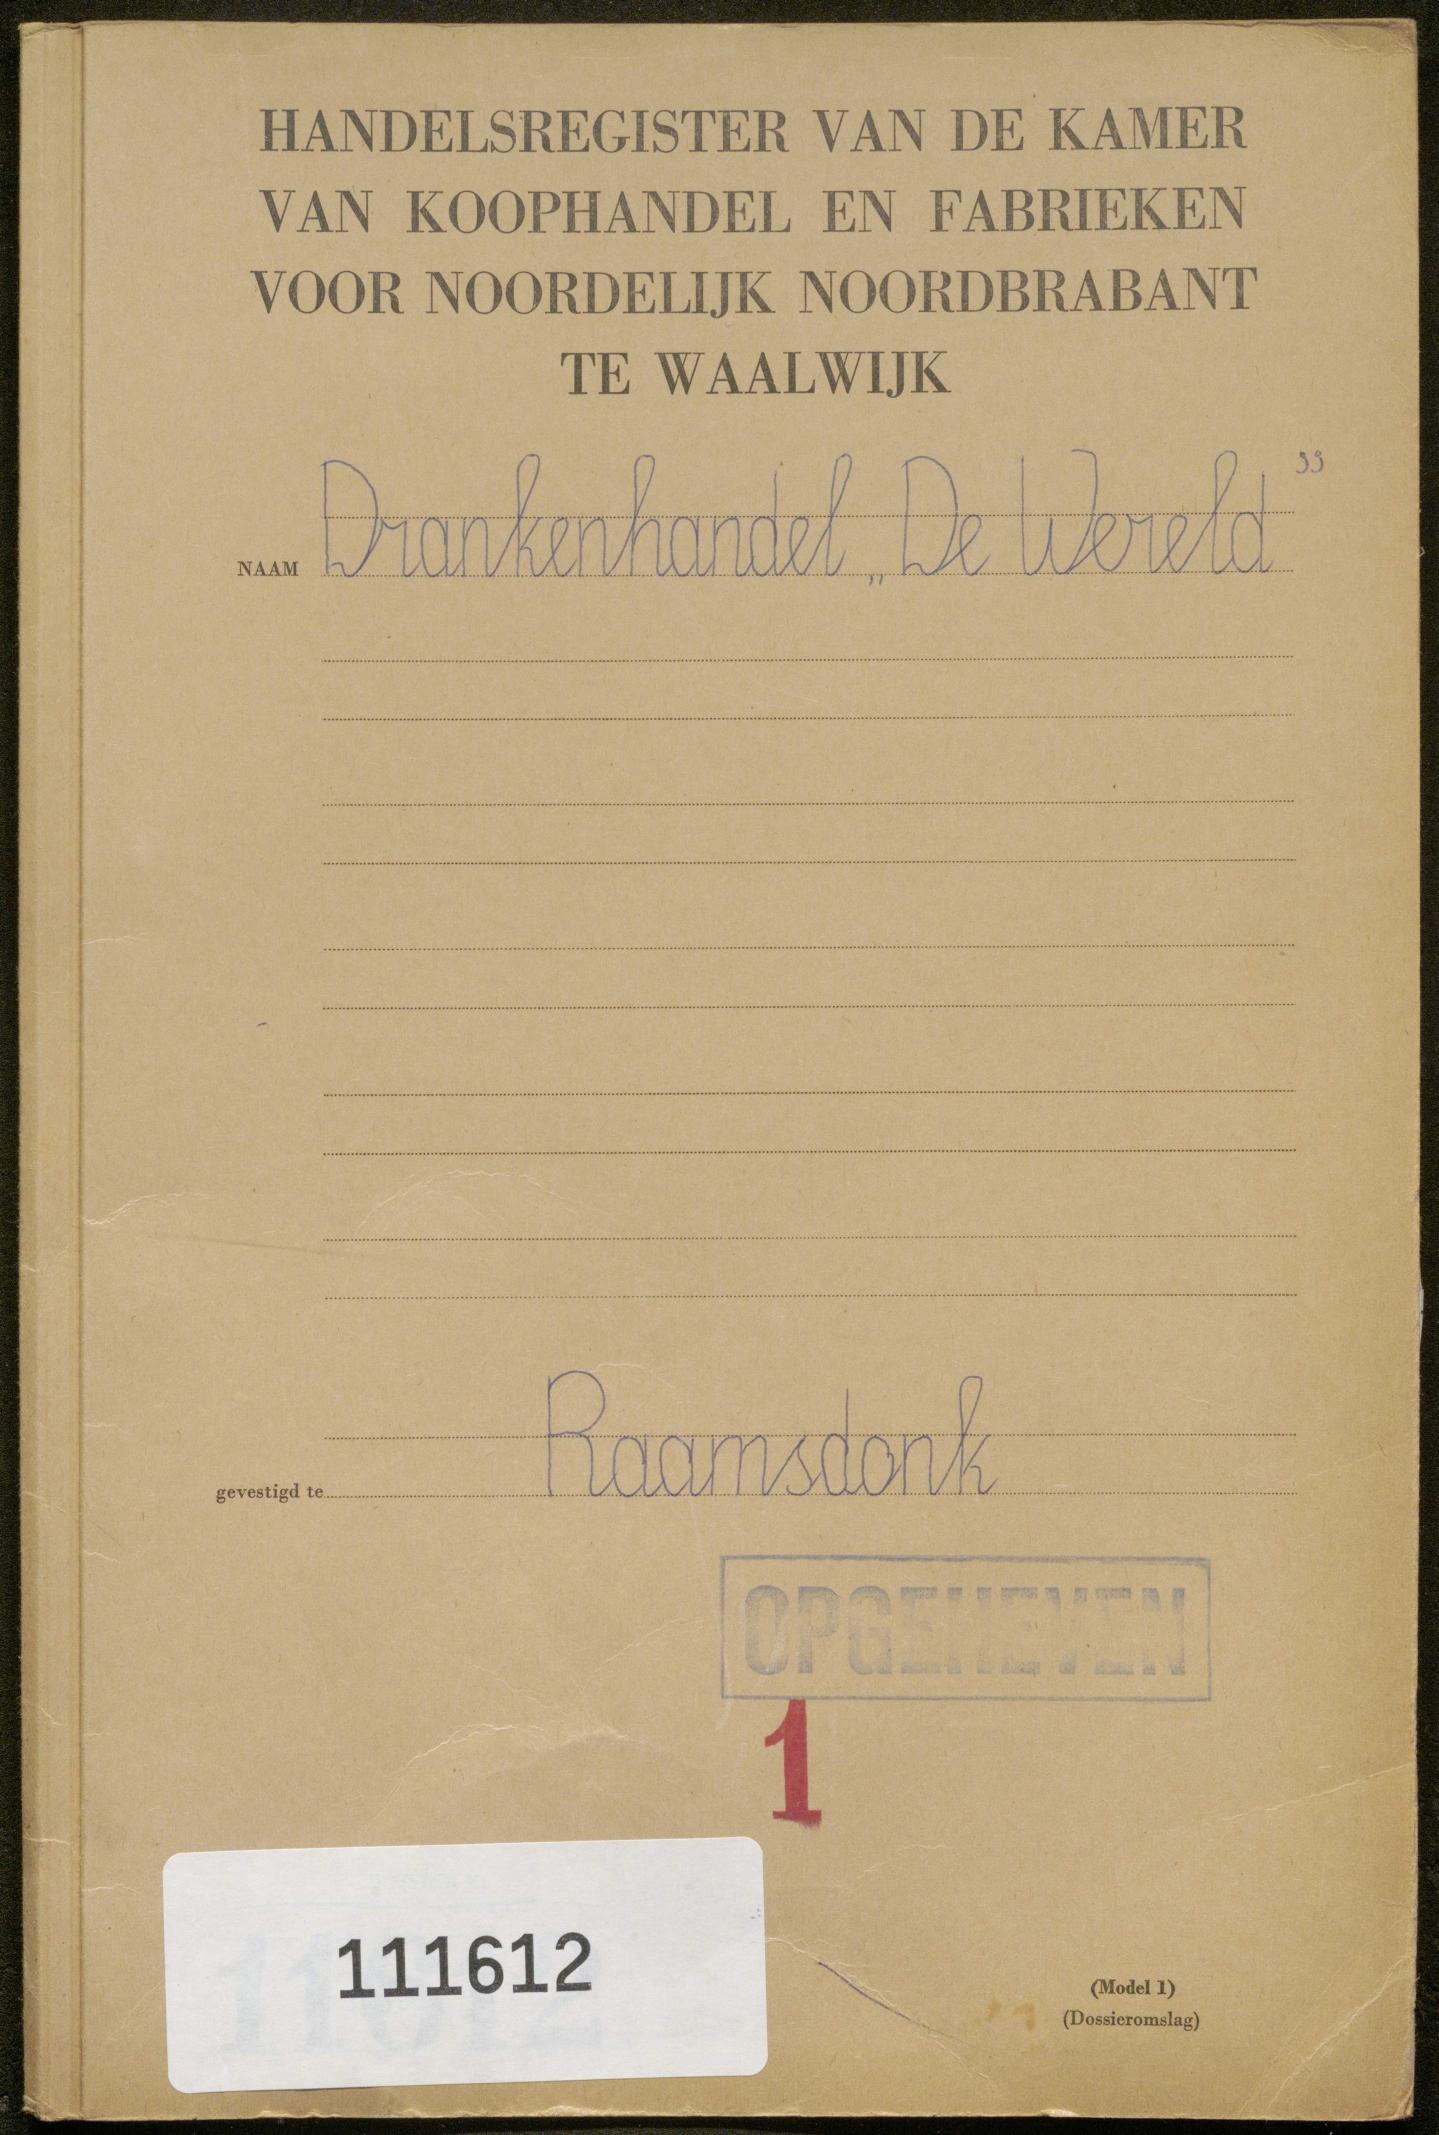 HANDELSREGISTER VAN DE KAMER
VAN KOOPHANDEL EN FABRIEKEN
VOOR NOORDELIJK NOORDBRABANT
TE WAALWIJK
NAAM Drankenhandel „De Wereld”
gevestigd te Raamsdonk
OPGEHEVEN
1
111612
(Model 1)
(Dossieromslag)